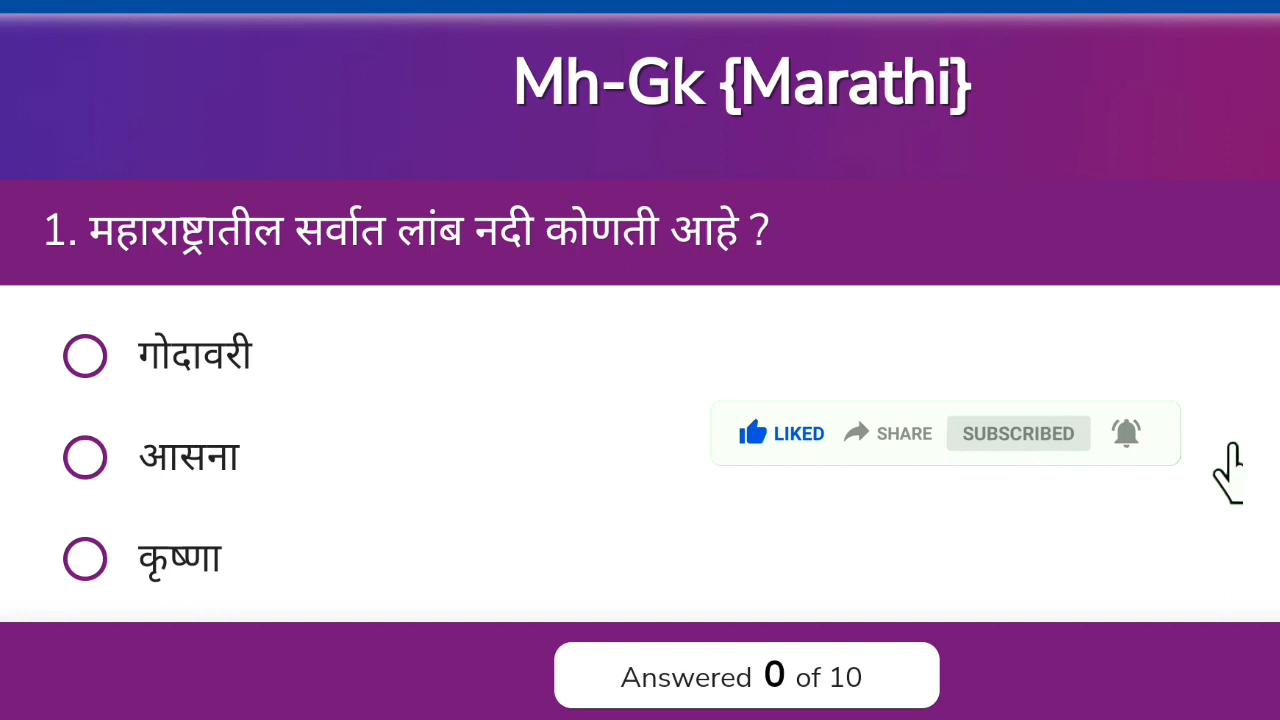 Mh-Gk {Marathi}
1. महाराष्ट्रातील सर्वात लांब नदी कोणती आहे ?
गोदावरी
आसना
LIKED SHARE SUBSCRIBED
कृष्णा
Answered 0 of 10